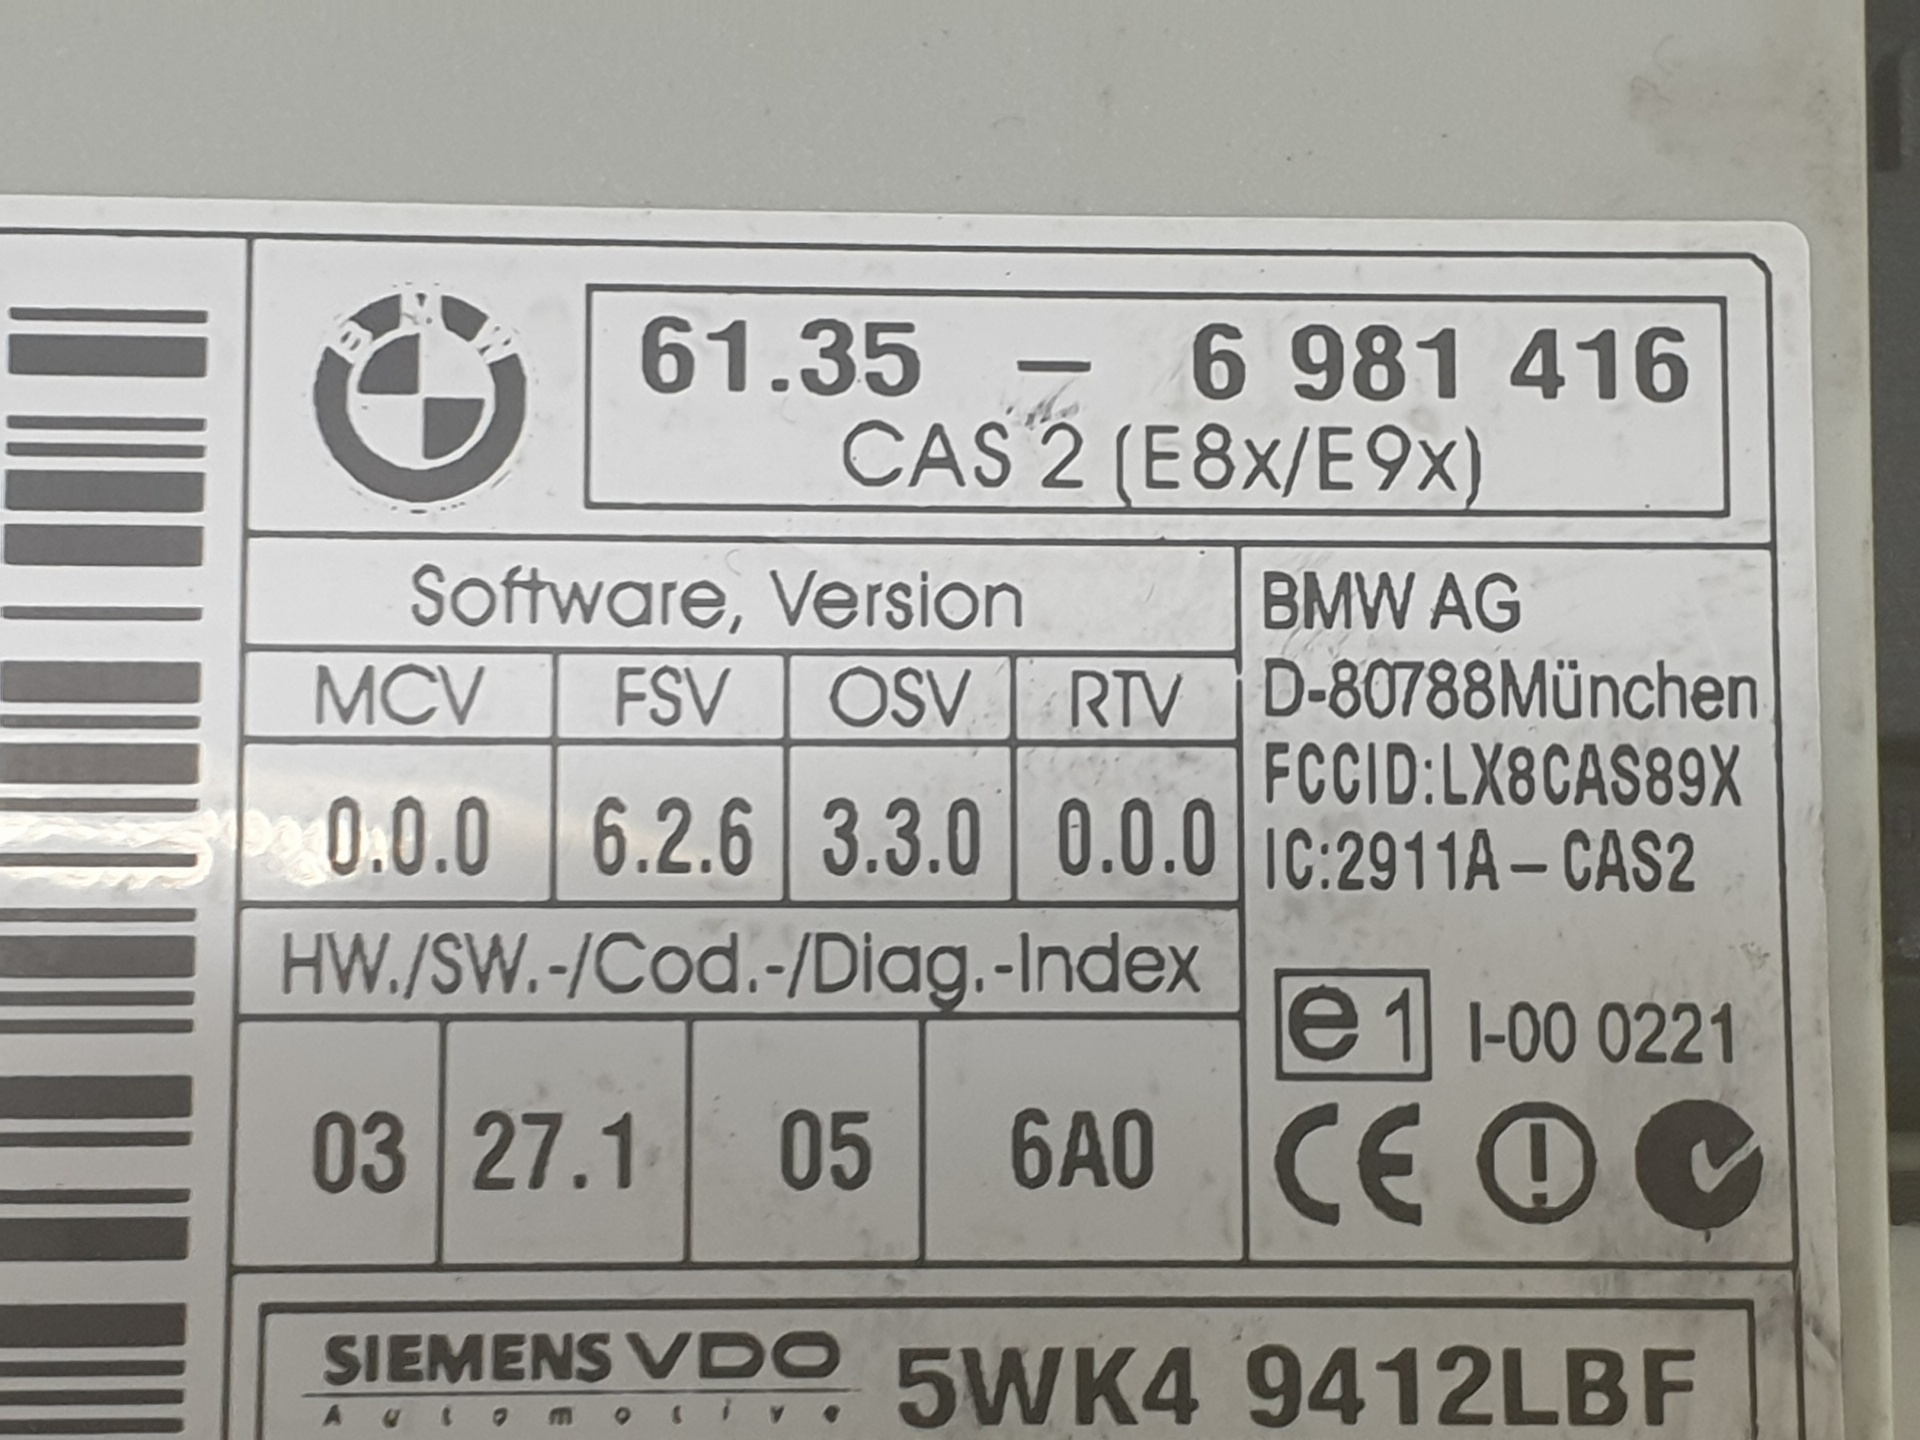 BMW
61.35 - 6 981 416
CAS 2 (E8x/E9x)
Software, Version
MCV FSV OSV RTV
0.0.0 6.2.6 3.3.0 0.0.0
HW./SW.-/Cod.-/Diag.-Index
03 27.1 05 6A0
BMW AG
D-80788München
FCCID:LX8CAS89X
IC:2911A-CAS2
e1 I-00 0221
CE
SIEMENS VDO
Automotive
5WK4 9412LBF